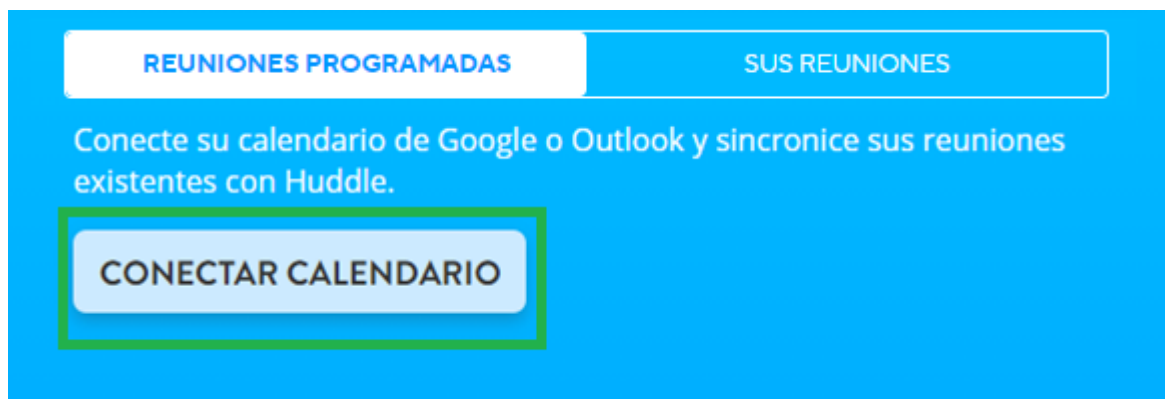 REUNIONES PROGRAMADAS
SUS REUNIONES
Conecte su calendario de Google o Outlook y sincronice sus reuniones
existentes con Huddle.
CONECTAR CALENDARIO